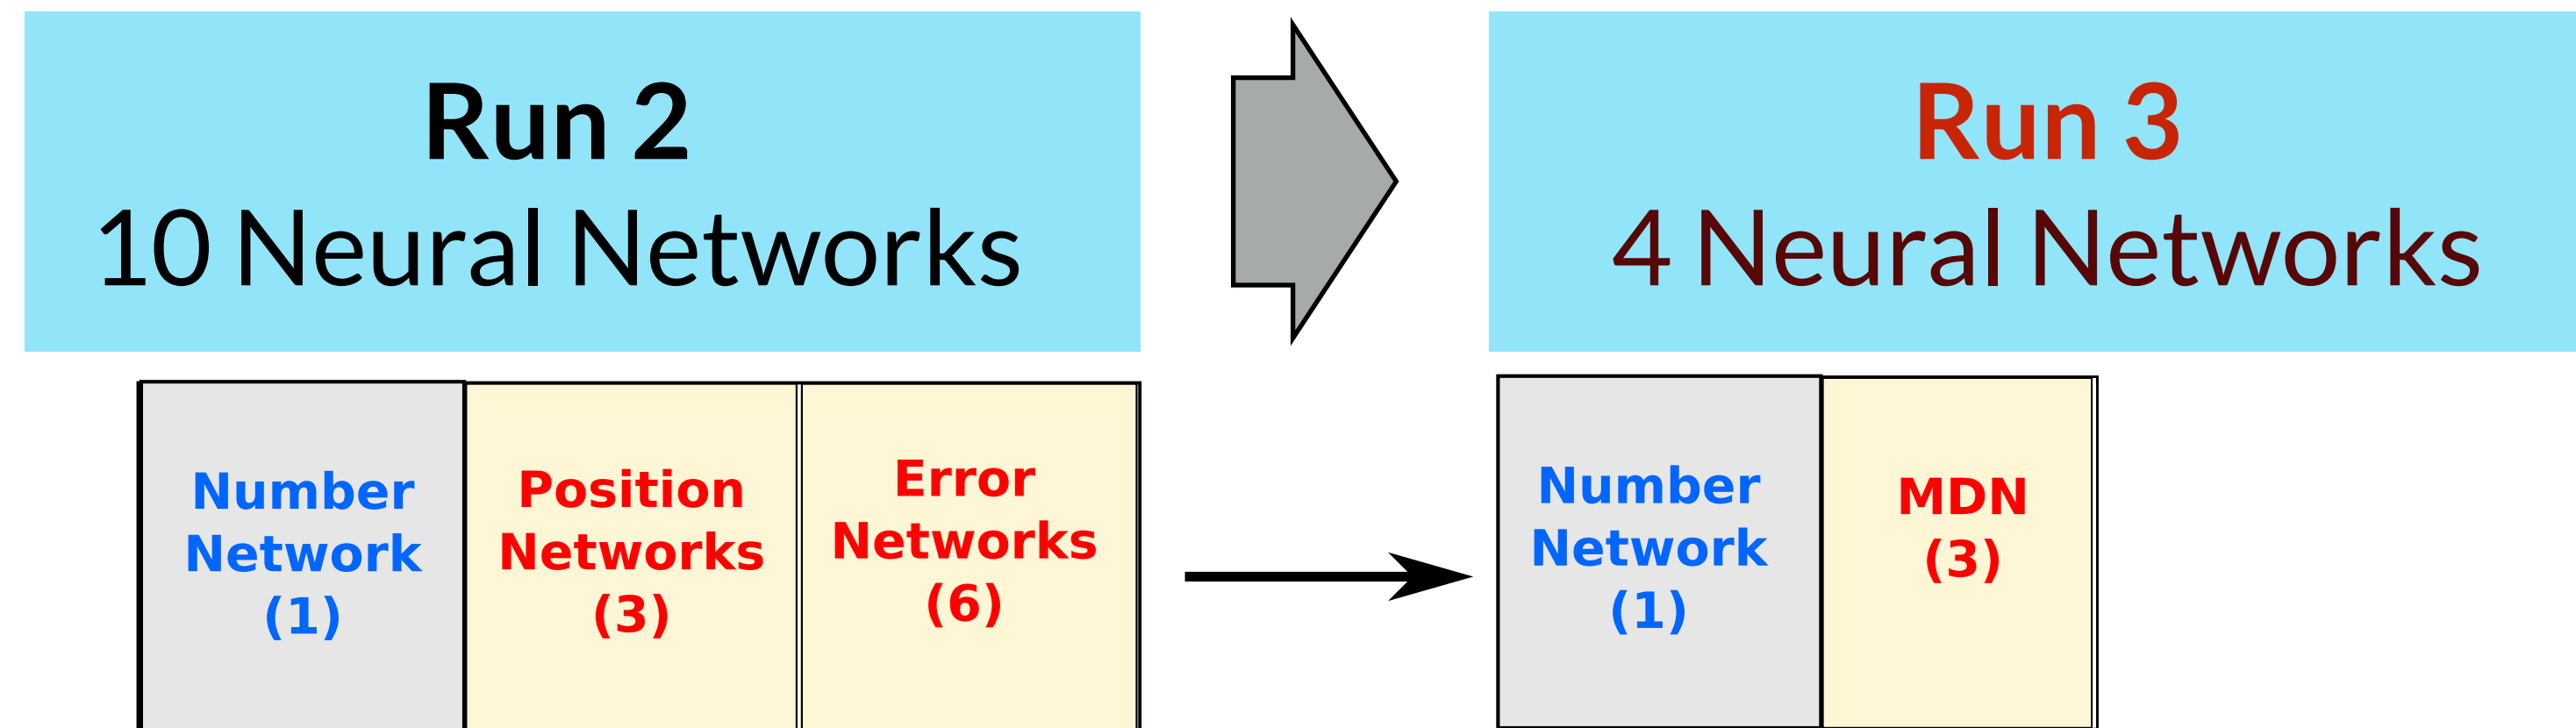 Run 2
10 Neural Networks
Run 3
4 Neural Networks
Number
Network
(1)
Position
Networks
(3)
Error
Networks
(6)
Number
Network
(1)
MDN
(3)